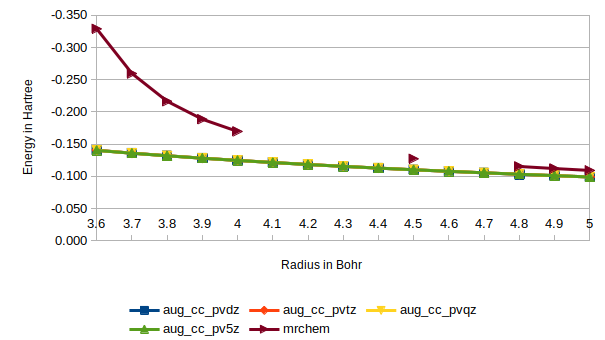 -0.350
-0.300
-0.250
-0.200
-0.150
-0.100
-0.050
0.000
Energy in Hartree
3.6 3.7 3.8 3.9 4 4.1 4.2 4.3 4.4 4.5 4.6 4.7 4.8 4.9 5
Radius in Bohr
aug_cc_pvdz aug_cc_pvtz aug_cc_pvqz
aug_cc_pv5z mrchem